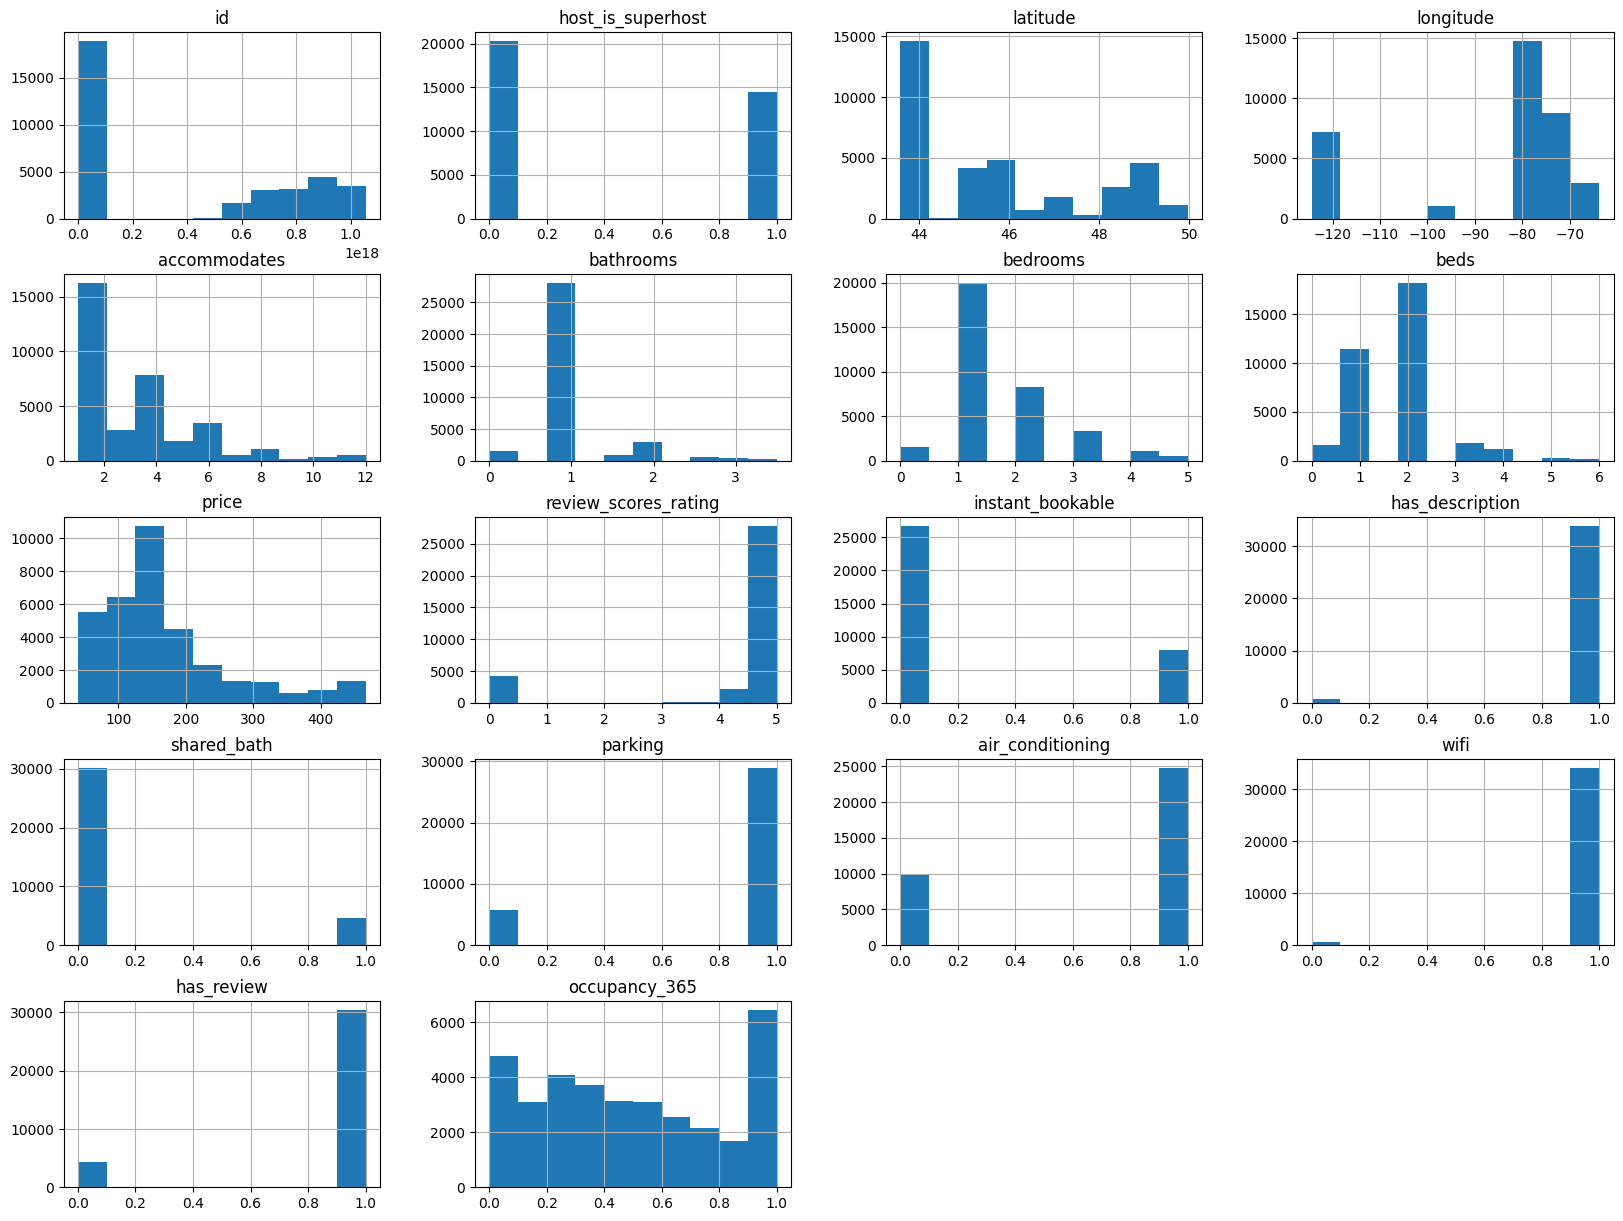 id
host_is_superhost
latitude
longitude
15000
10000
5000
0
0.0 0.2 0.4 0.6 0.8 1.0
1e18
20000
15000
10000
5000
0
0.0 0.2 0.4 0.6 0.8 1.0
15000
10000
5000
0
44 46 48 50
15000
10000
5000
0
−120 −110 −100 −90 −80 −70
accommodates
bathrooms
bedrooms
beds
15000
10000
5000
0
2 4 6 8 10 12
25000
20000
15000
10000
5000
0
0 1 2 3
20000
15000
10000
5000
0
0 1 2 3 4 5
15000
10000
5000
0
0 1 2 3 4 5 6
price
review_scores_rating
instant_bookable
has_description
10000
8000
6000
4000
2000
0
100 200 300 400
25000
20000
15000
10000
5000
0
0 1 2 3 4 5
25000
20000
15000
10000
5000
0
0.0 0.2 0.4 0.6 0.8 1.0
30000
20000
10000
0
0.0 0.2 0.4 0.6 0.8 1.0
shared_bath
parking
air_conditioning
wifi
30000
20000
10000
0
0.0 0.2 0.4 0.6 0.8 1.0
30000
20000
10000
0
0.0 0.2 0.4 0.6 0.8 1.0
25000
20000
15000
10000
5000
0
0.0 0.2 0.4 0.6 0.8 1.0
30000
20000
10000
0
0.0 0.2 0.4 0.6 0.8 1.0
has_review
occupancy_365
30000
20000
10000
0
0.0 0.2 0.4 0.6 0.8 1.0
6000
4000
2000
0
0.0 0.2 0.4 0.6 0.8 1.0